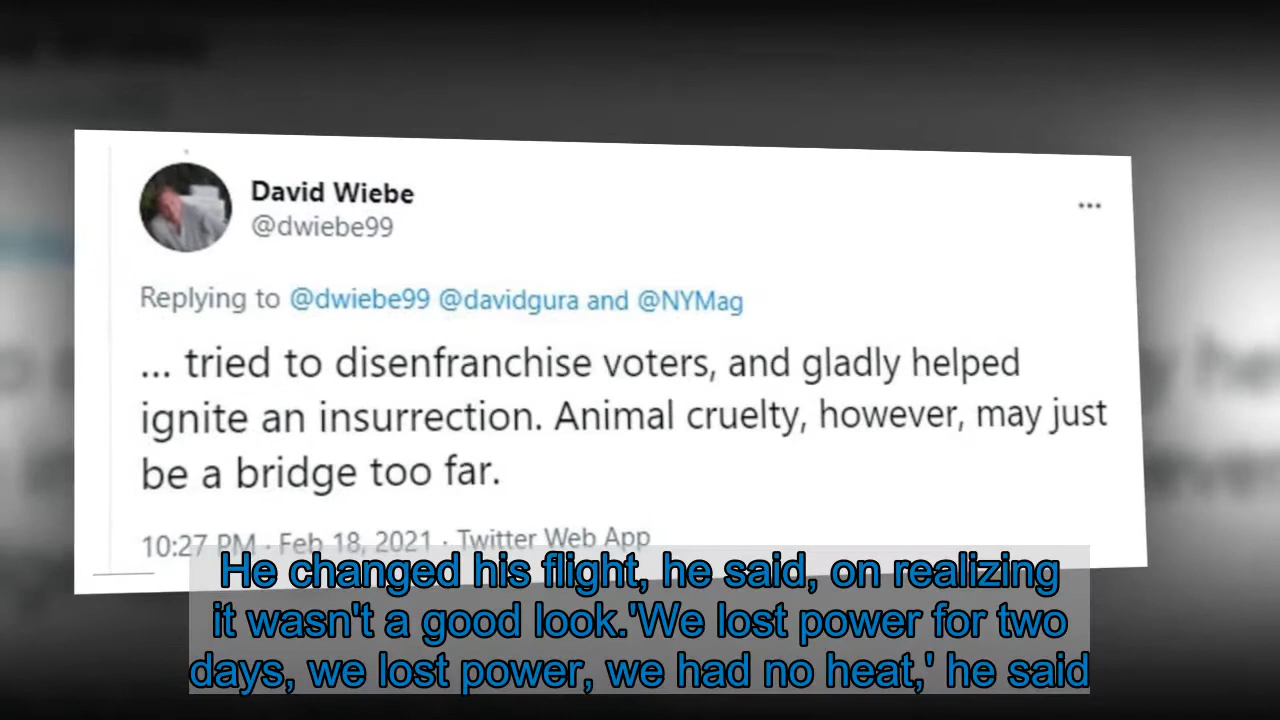 David Wiebe
@dwiebe99
Replying to @dwiebe99 @davidgura and @NYMag
... tried to disenfranchise voters, and gladly helped
ignite an insurrection. Animal cruelty, however, may just
be a bridge too far.
10:27 PM · Feb 18, 2021 · Twitter Web App
He changed his flight, he said, on realizing
it wasn't a good look.'We lost power for two
days, we lost power, we had no heat,' he said